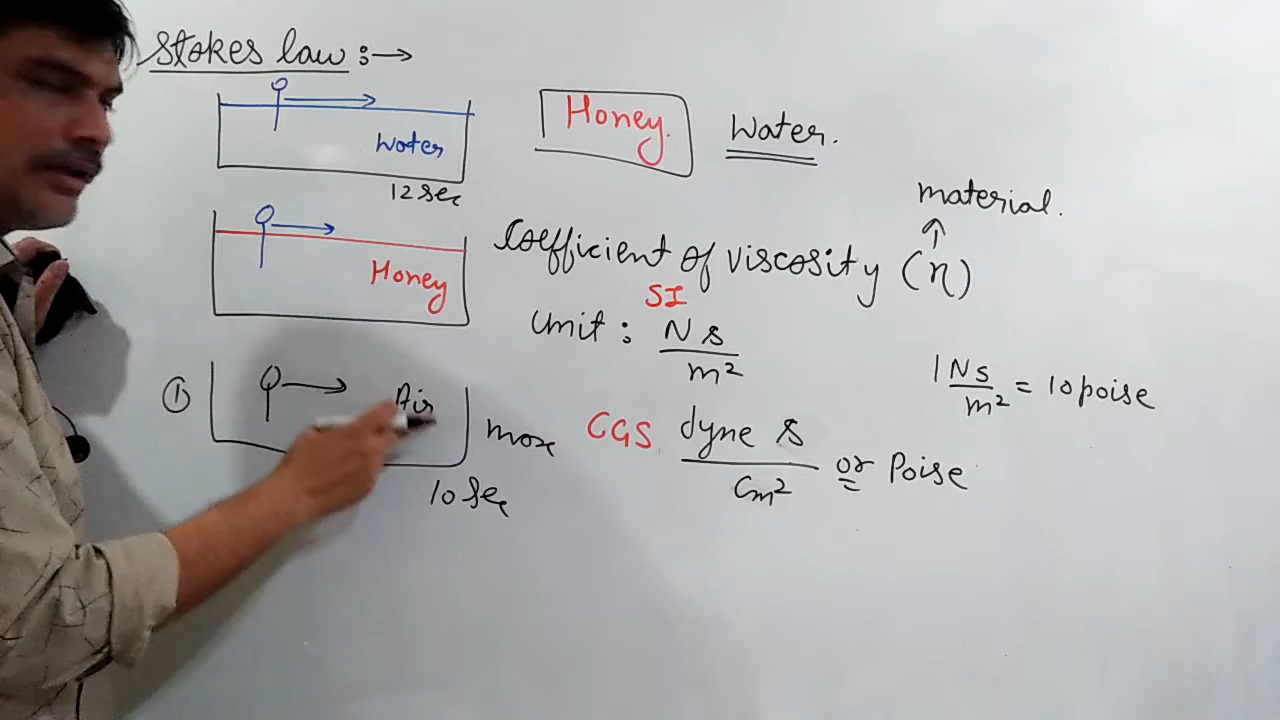 Stokes law :→
Water
12 sec
Honey
Honey.
Water.
material.
Coefficient of viscosity (η)
SI
Unit : N s / m²
1 Ns / m² = 10 poise
CGS dyne s / Cm² or Poise
① Air
max
10 sec